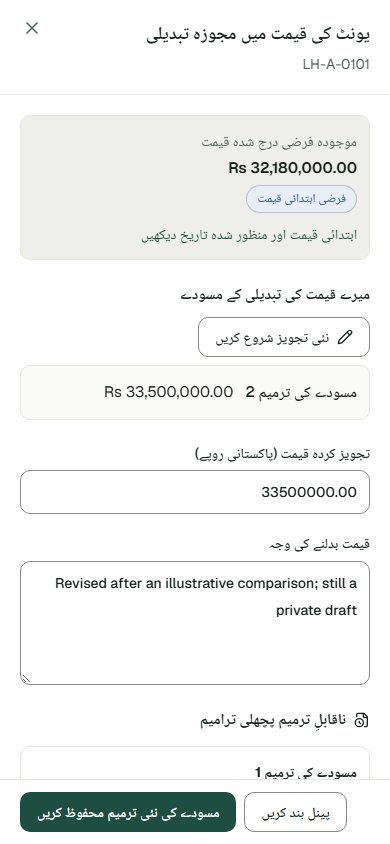 یونٹ کی قیمت میں مجوزہ تبدیلی
LH-A-0101
موجودہ فرضی درج شدہ قیمت
Rs 32,180,000.00
فرضی ابتدائی قیمت
ابتدائی قیمت اور منظور شدہ تاریخ دیکھیں
میرے قیمت کی تبدیلی کے مسودے
نئی تجویز شروع کریں
مسودے کی ترمیم 2 Rs 33,500,000.00
تجویز کردہ قیمت (پاکستانی روپے)
33500000.00
قیمت بدلنے کی وجہ
Revised after an illustrative comparison; still a
private draft
ناقابلِ ترمیم پچھلی ترامیم
مسودے کی ترمیم 1
پینل بند کریں
مسودے کی نئی ترمیم محفوظ کریں